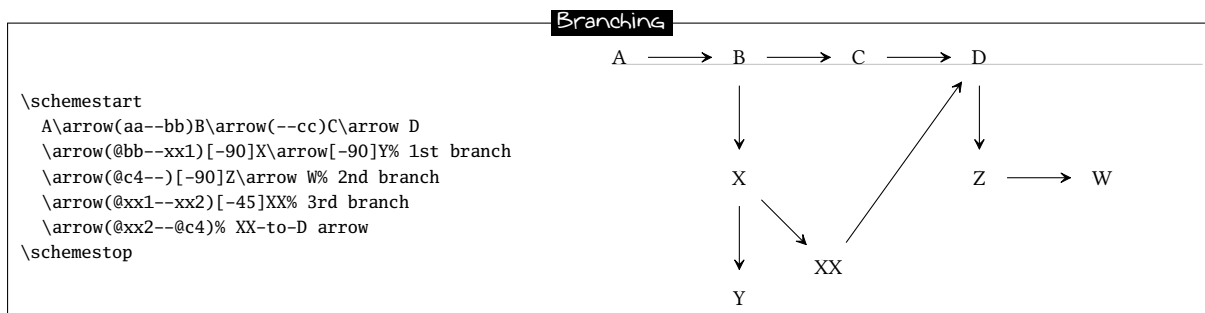 Branching
\schemestart
A\arrow(aa--bb)B\arrow(--cc)C\arrow D
\arrow(@bb--xx1)[-90]X\arrow[-90]Y% 1st branch
\arrow(@c4--)[-90]Z\arrow W% 2nd branch
\arrow(@xx1--xx2)[-45]XX% 3rd branch
\arrow(@xx2--@c4)% XX-to-D arrow
\schemestop
A B C D
X Z W
XX
Y